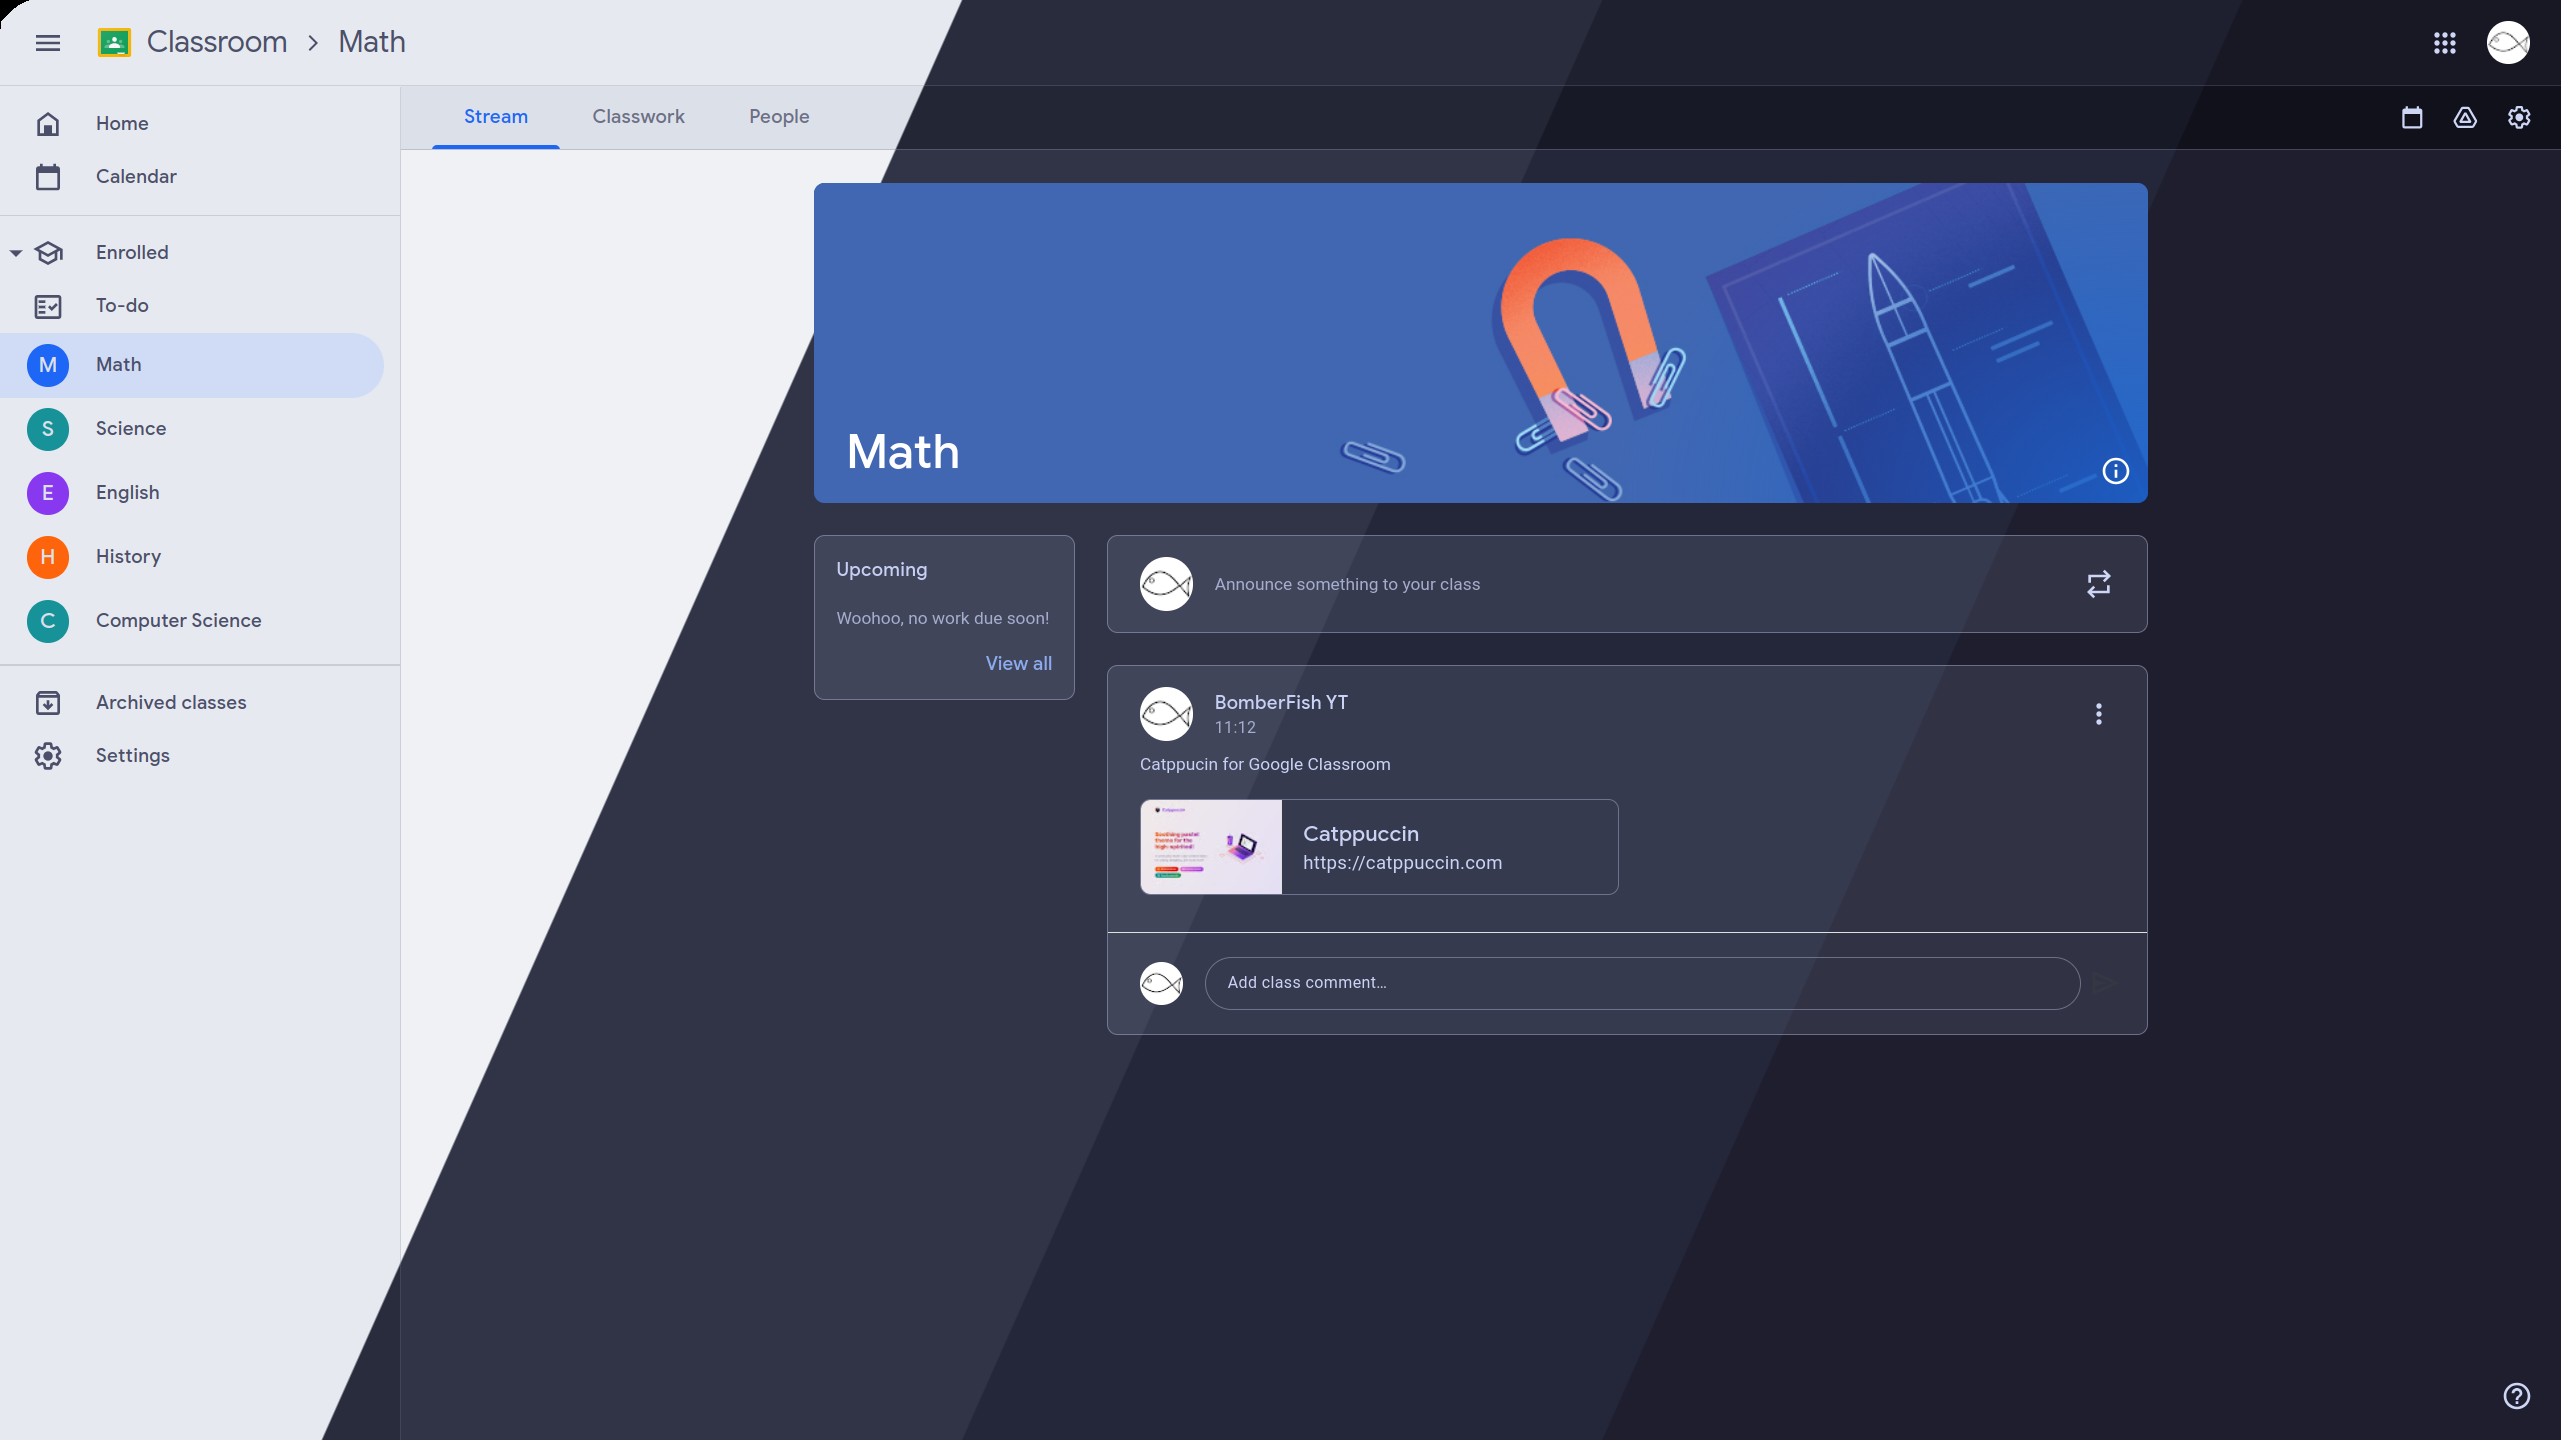 Classroom > Math
Stream
Classwork
People
Home
Calendar
Enrolled
To-do
M Math
S Science
E English
H History
C Computer Science
Archived classes
Settings
Math
Upcoming
Woohoo, no work due soon!
View all
Announce something to your class
BomberFish YT
11:12
Catppucin for Google Classroom
Catppuccin
https://catppuccin.com
Add class comment…